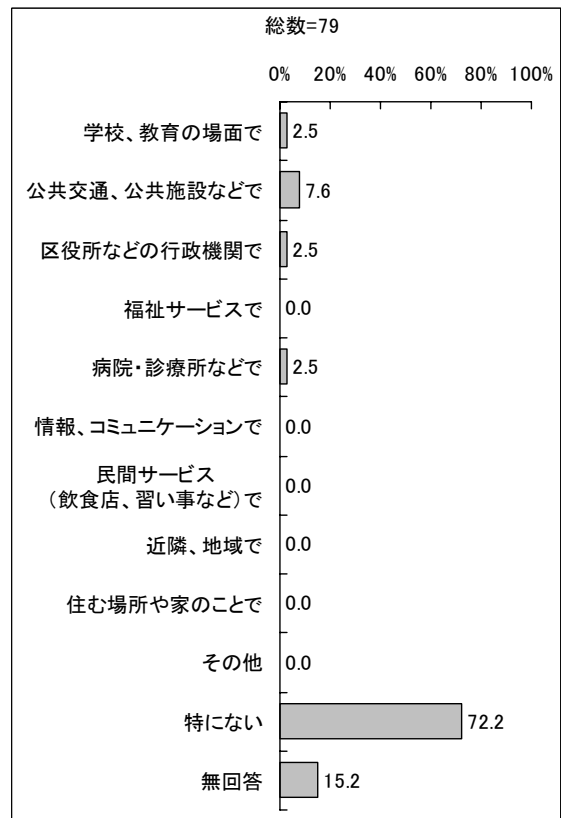 総数=79
0% 20% 40% 60% 80% 100%
学校、教育の場面で 2.5
公共交通、公共施設などで 7.6
区役所などの行政機関で 2.5
福祉サービスで 0.0
病院・診療所などで 2.5
情報、コミュニケーションで 0.0
民間サービス
（飲食店、習い事など）で 0.0
近隣、地域で 0.0
住む場所や家のことで 0.0
その他 0.0
特にない 72.2
無回答 15.2